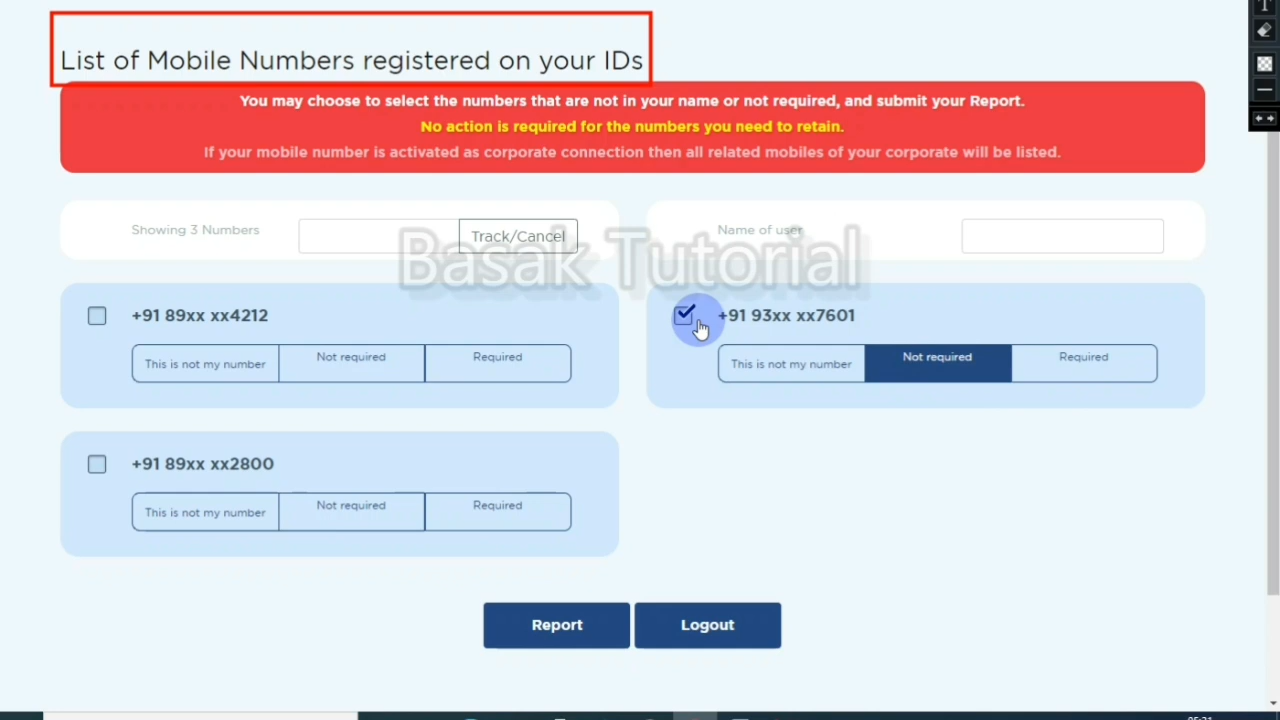 List of Mobile Numbers registered on your IDs
You may choose to select the numbers that are not in your name or not required, and submit your Report.
No action is required for the numbers you need to retain.
If your mobile number is activated as corporate connection then all related mobiles of your corporate will be listed.
Showing 3 Numbers
Track/Cancel
Name of user
Basak Tutorial
+91 89xx xx4212
This is not my number
Not required
Required
+91 93xx xx7601
This is not my number
Not required
Required
+91 89xx xx2800
This is not my number
Not required
Required
Report
Logout
T